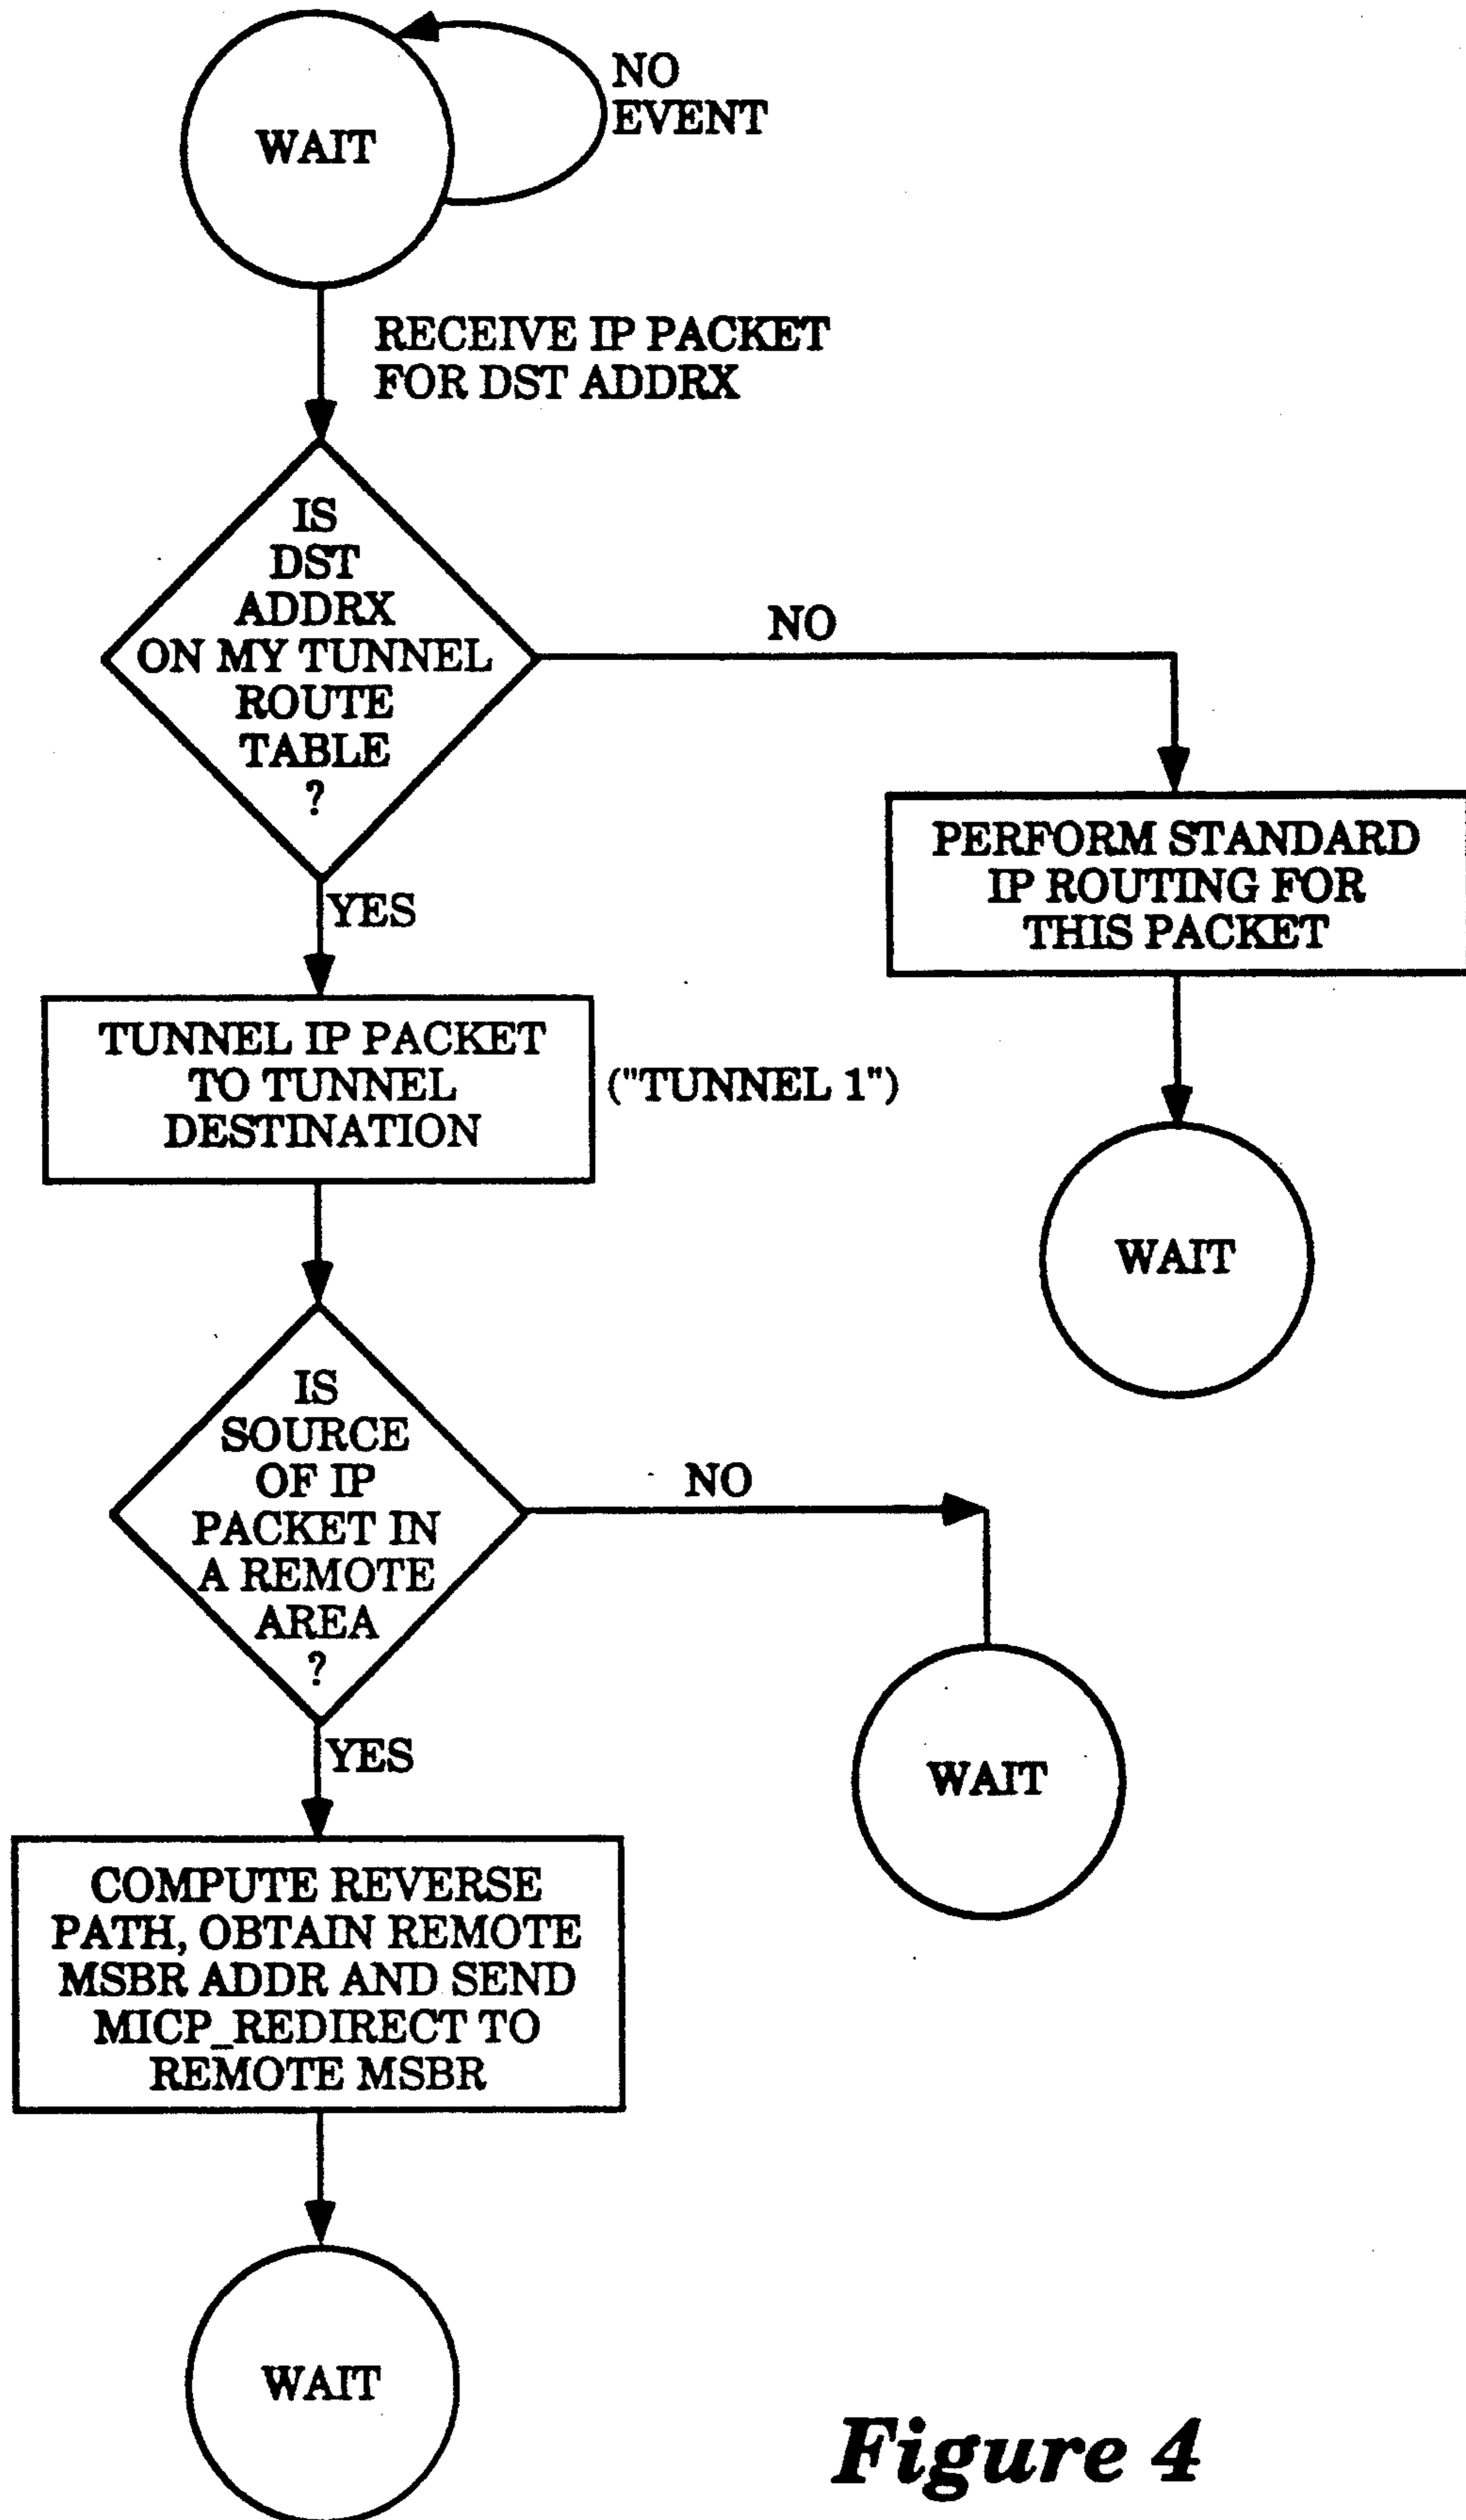 WAIT
NO
EVENT
RECEIVE IP PACKET
FOR DST ADDRX
IS
DST
ADDRX
ON MY TUNNEL
ROUTE
TABLE
?
NO
YES
PERFORM STANDARD
IP ROUTING FOR
THIS PACKET
WAIT
TUNNEL IP PACKET
TO TUNNEL
DESTINATION
("TUNNEL 1")
IS
SOURCE
OF IP
PACKET IN
A REMOTE
AREA
?
NO
WAIT
YES
COMPUTE REVERSE
PATH, OBTAIN REMOTE
MSBR ADDR AND SEND
MICP_REDIRECT TO
REMOTE MSBR
WAIT
Figure 4